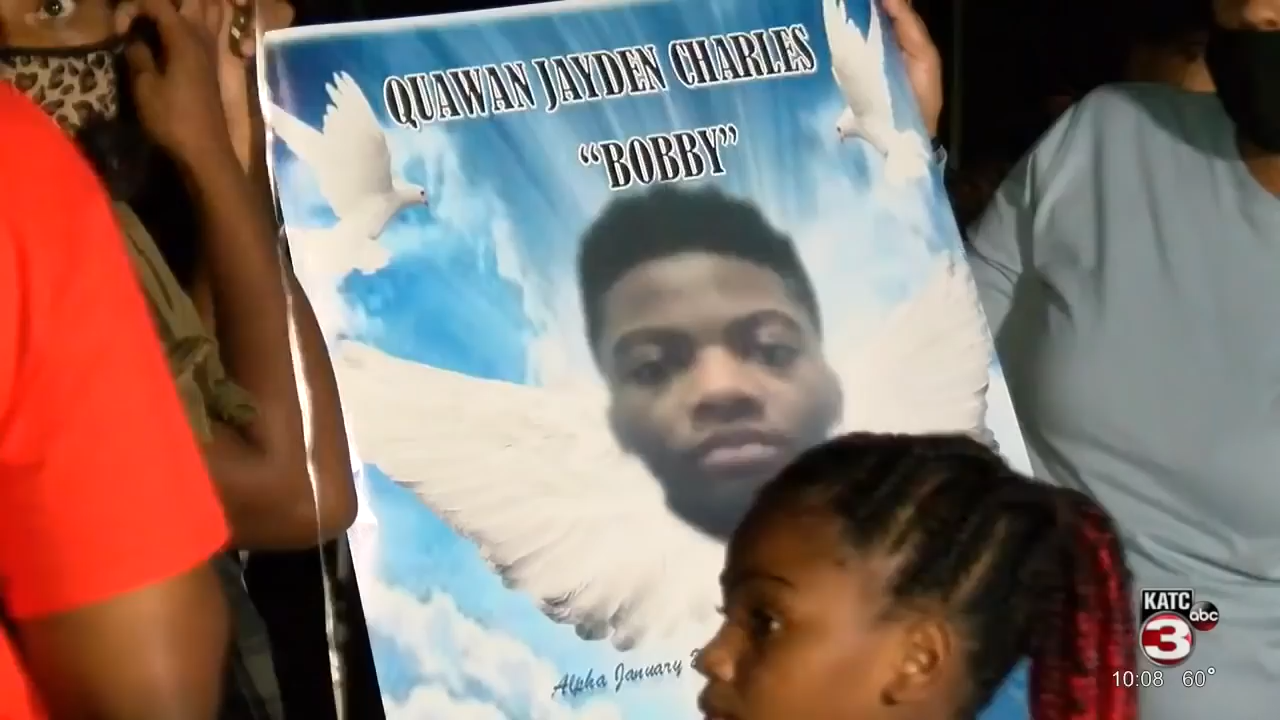 QUAWAN JAYDEN CHARLES
“BOBBY”
Alpha January
KATC
abc
3
10:08 60°